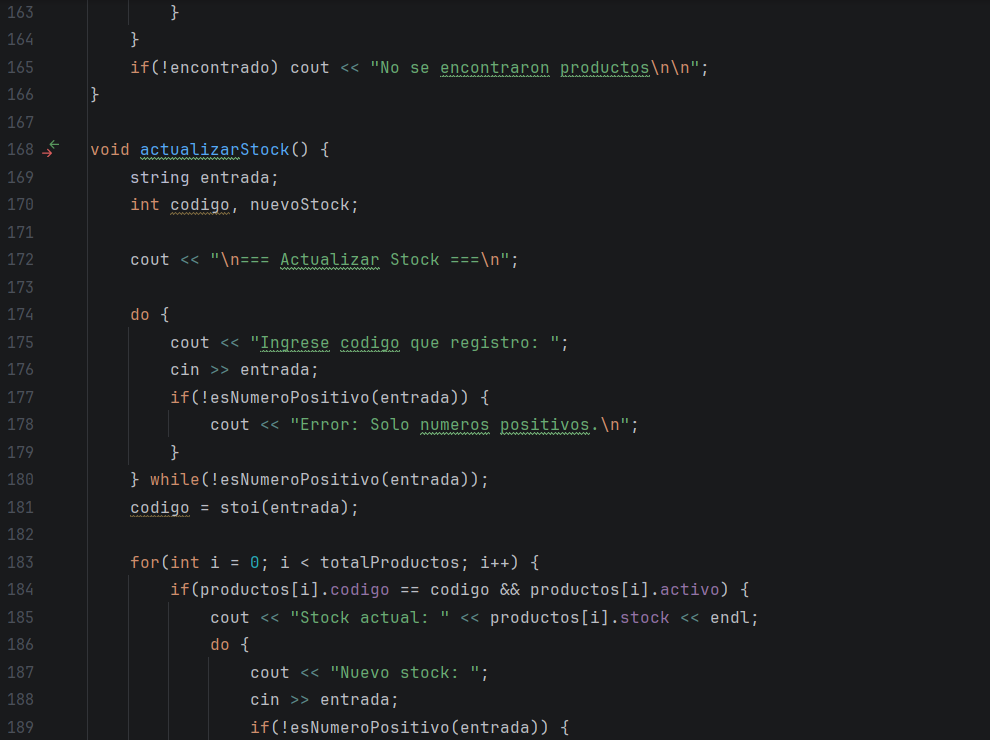 163 }
164 }
165 if(!encontrado) cout << "No se encontraron productos\n\n";
166 }
167
168 void actualizarStock() {
169 string entrada;
170 int codigo, nuevoStock;
171
172 cout << "\n=== Actualizar Stock ===\n";
173
174 do {
175 cout << "Ingrese codigo que registro: ";
176 cin >> entrada;
177 if(!esNumeroPositivo(entrada)) {
178 cout << "Error: Solo numeros positivos.\n";
179 }
180 } while(!esNumeroPositivo(entrada));
181 codigo = stoi(entrada);
182
183 for(int i = 0; i < totalProductos; i++) {
184 if(productos[i].codigo == codigo && productos[i].activo) {
185 cout << "Stock actual: " << productos[i].stock << endl;
186 do {
187 cout << "Nuevo stock: ";
188 cin >> entrada;
189 if(!esNumeroPositivo(entrada)) {